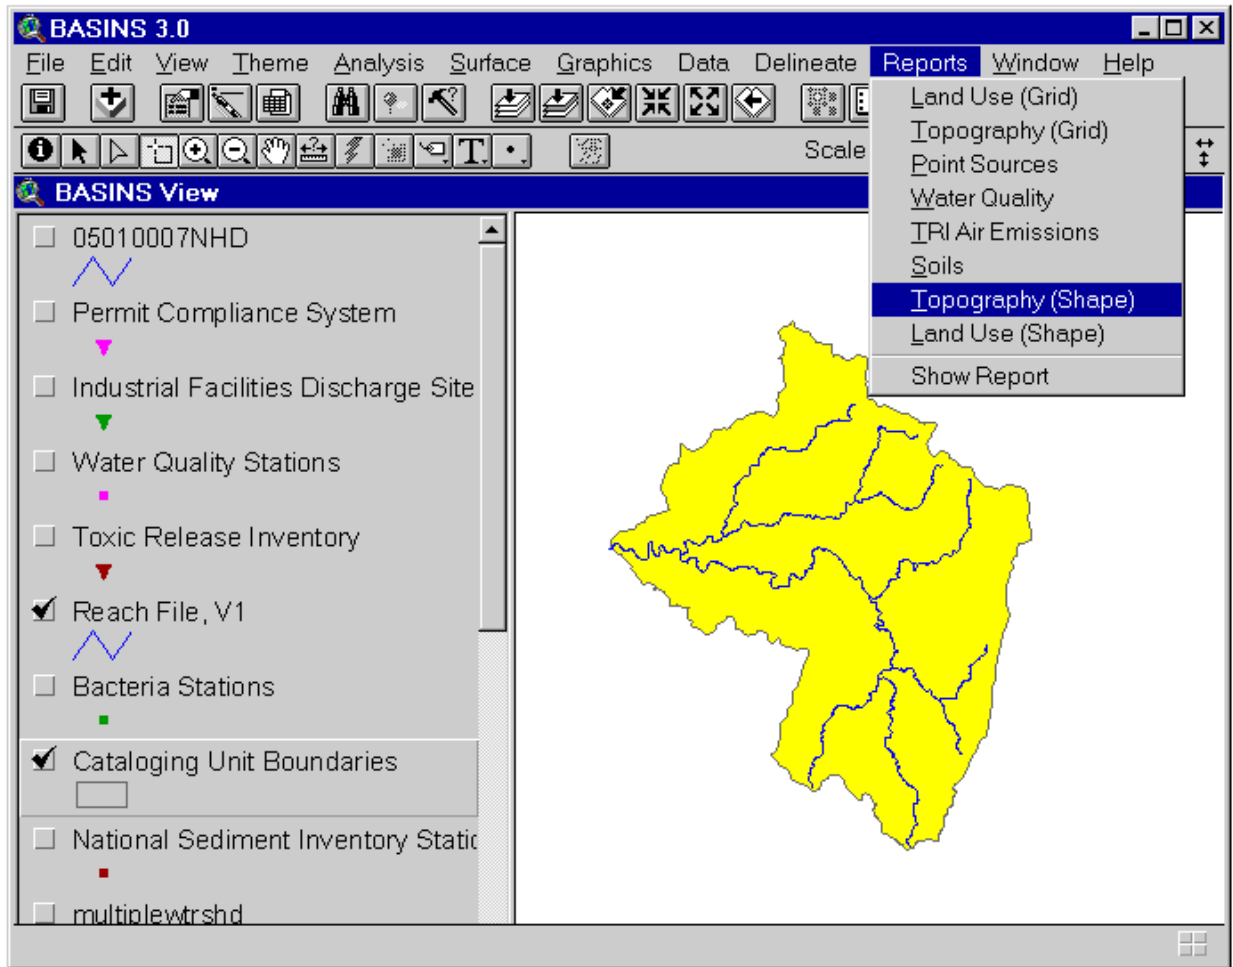 BASINS 3.0
File Edit View Theme Analysis Surface Graphics Data Delineate Reports Window Help
Land Use (Grid)
Topography (Grid)
Point Sources
Water Quality
TRI Air Emissions
Soils
Topography (Shape)
Land Use (Shape)
Show Report
T
Scale
BASINS View
05010007NHD
Permit Compliance System
Industrial Facilities Discharge Site
Water Quality Stations
Toxic Release Inventory
Reach File, V1
Bacteria Stations
Cataloging Unit Boundaries
National Sediment Inventory Static
multiplewtrshd